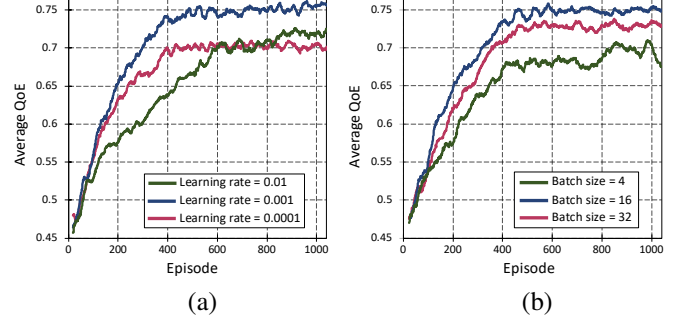 0.75
0.7
0.65
0.6
0.55
0.5
0.45
Average QoE
0 200 400 600 800 1000
Episode
Learning rate = 0.01
Learning rate = 0.001
Learning rate = 0.0001
(a)
0.75
0.7
0.65
0.6
0.55
0.5
0.45
Average QoE
0 200 400 600 800 1000
Episode
Batch size = 4
Batch size = 16
Batch size = 32
(b)